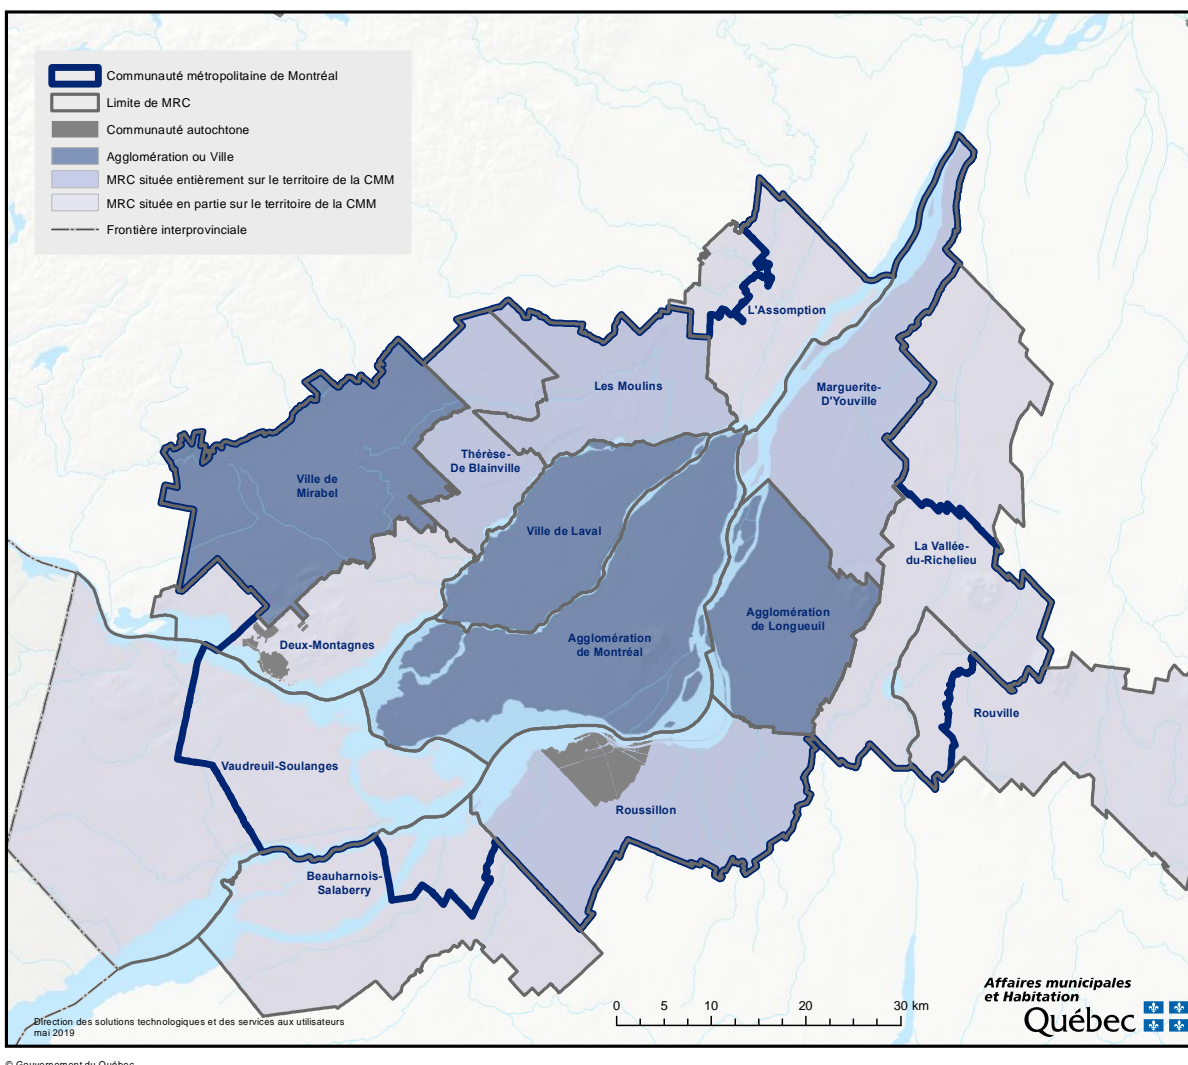 Communauté métropolitaine de Montréal
Limite de MRC
Communauté autochtone
Agglomération ou Ville
MRC située entièrement sur le territoire de la CMM
MRC située en partie sur le territoire de la CMM
Frontière interprovinciale
L'Assomption
Les Moulins
Marguerite-
D'Youville
Thérèse-
De Blainville
Ville de
Mirabel
Ville de Laval
La Vallée-
du-Richelieu
Agglomération
de Longueuil
Agglomération
de Montréal
Deux-Montagnes
Rouville
Vaudreuil-Soulanges
Roussillon
Beauharnois-
Salaberry
0 5 10 20 30 km
Affaires municipales
et Habitation
Québec
Direction des solutions technologiques et des services aux utilisateurs
mai 2019
© Gouvernement du Québec